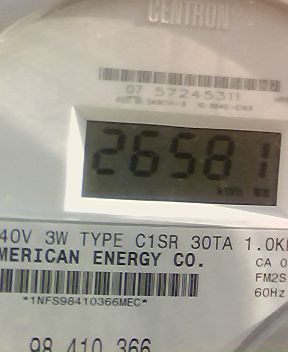 CENTRON®
07 57245311
26581
kWh
40V 3W TYPE C1SR 30TA 1.0K
MERICAN ENERGY CO.
CA 0
FM2S
*1NFS98410366MEC*
60Hz
98 410 366